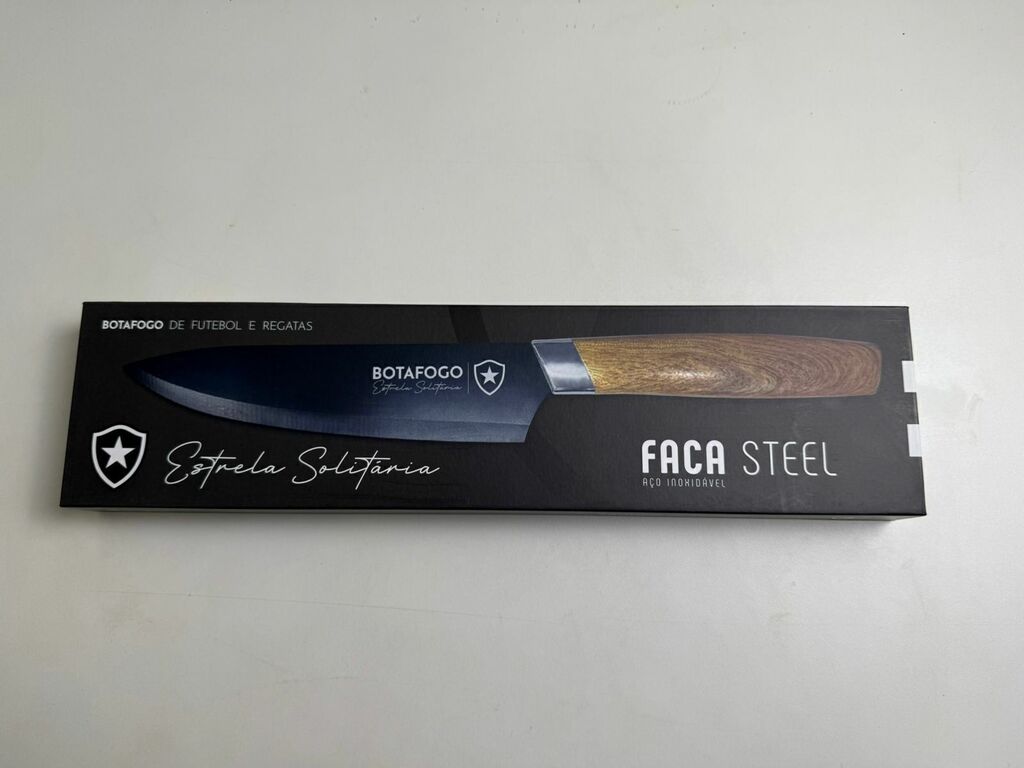 BOTAFOGO DE FUTEBOL E REGATAS
BOTAFOGO
Estrela Solitária
Estrela Solitária
FACA STEEL
AÇO INOXIDÁVEL